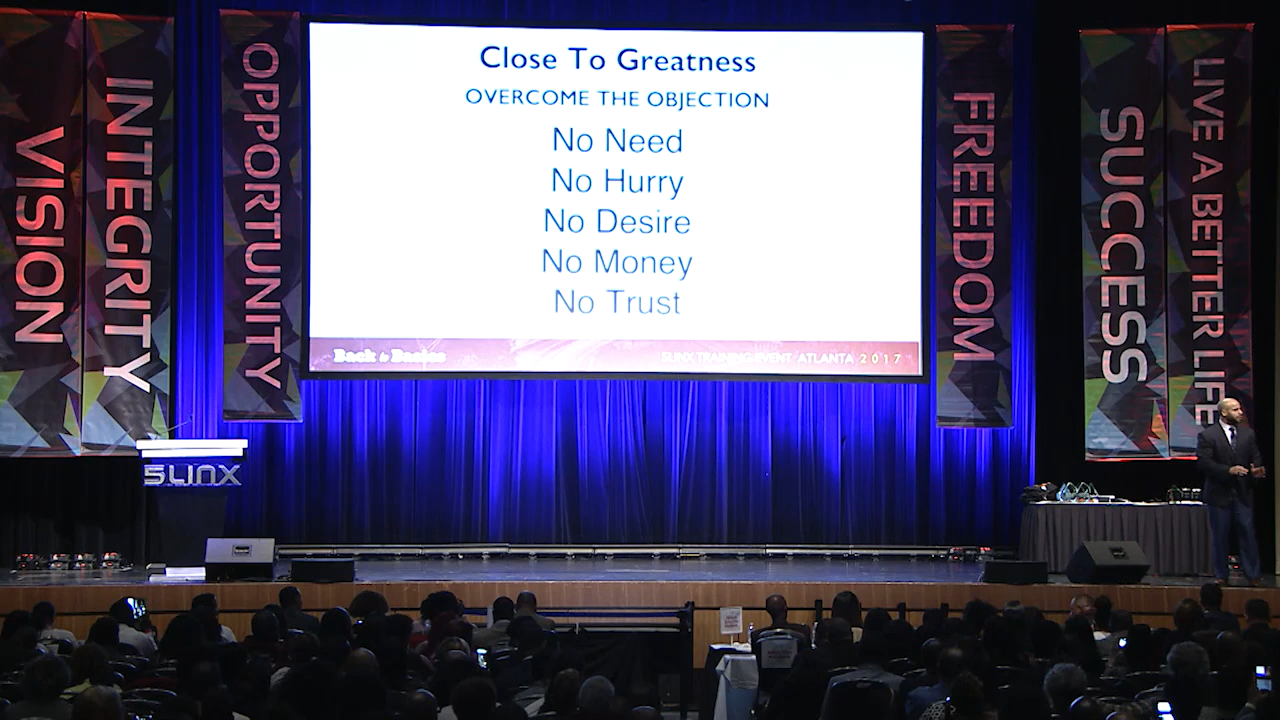 VISION
INTEGRITY
OPPORTUNITY
Close To Greatness
OVERCOME THE OBJECTION
No Need
No Hurry
No Desire
No Money
No Trust
Back to Basics
5LINX TRAINING EVENT ATLANTA 2017
FREEDOM
SUCCESS
LIVE A BETTER LIFE
5LINX